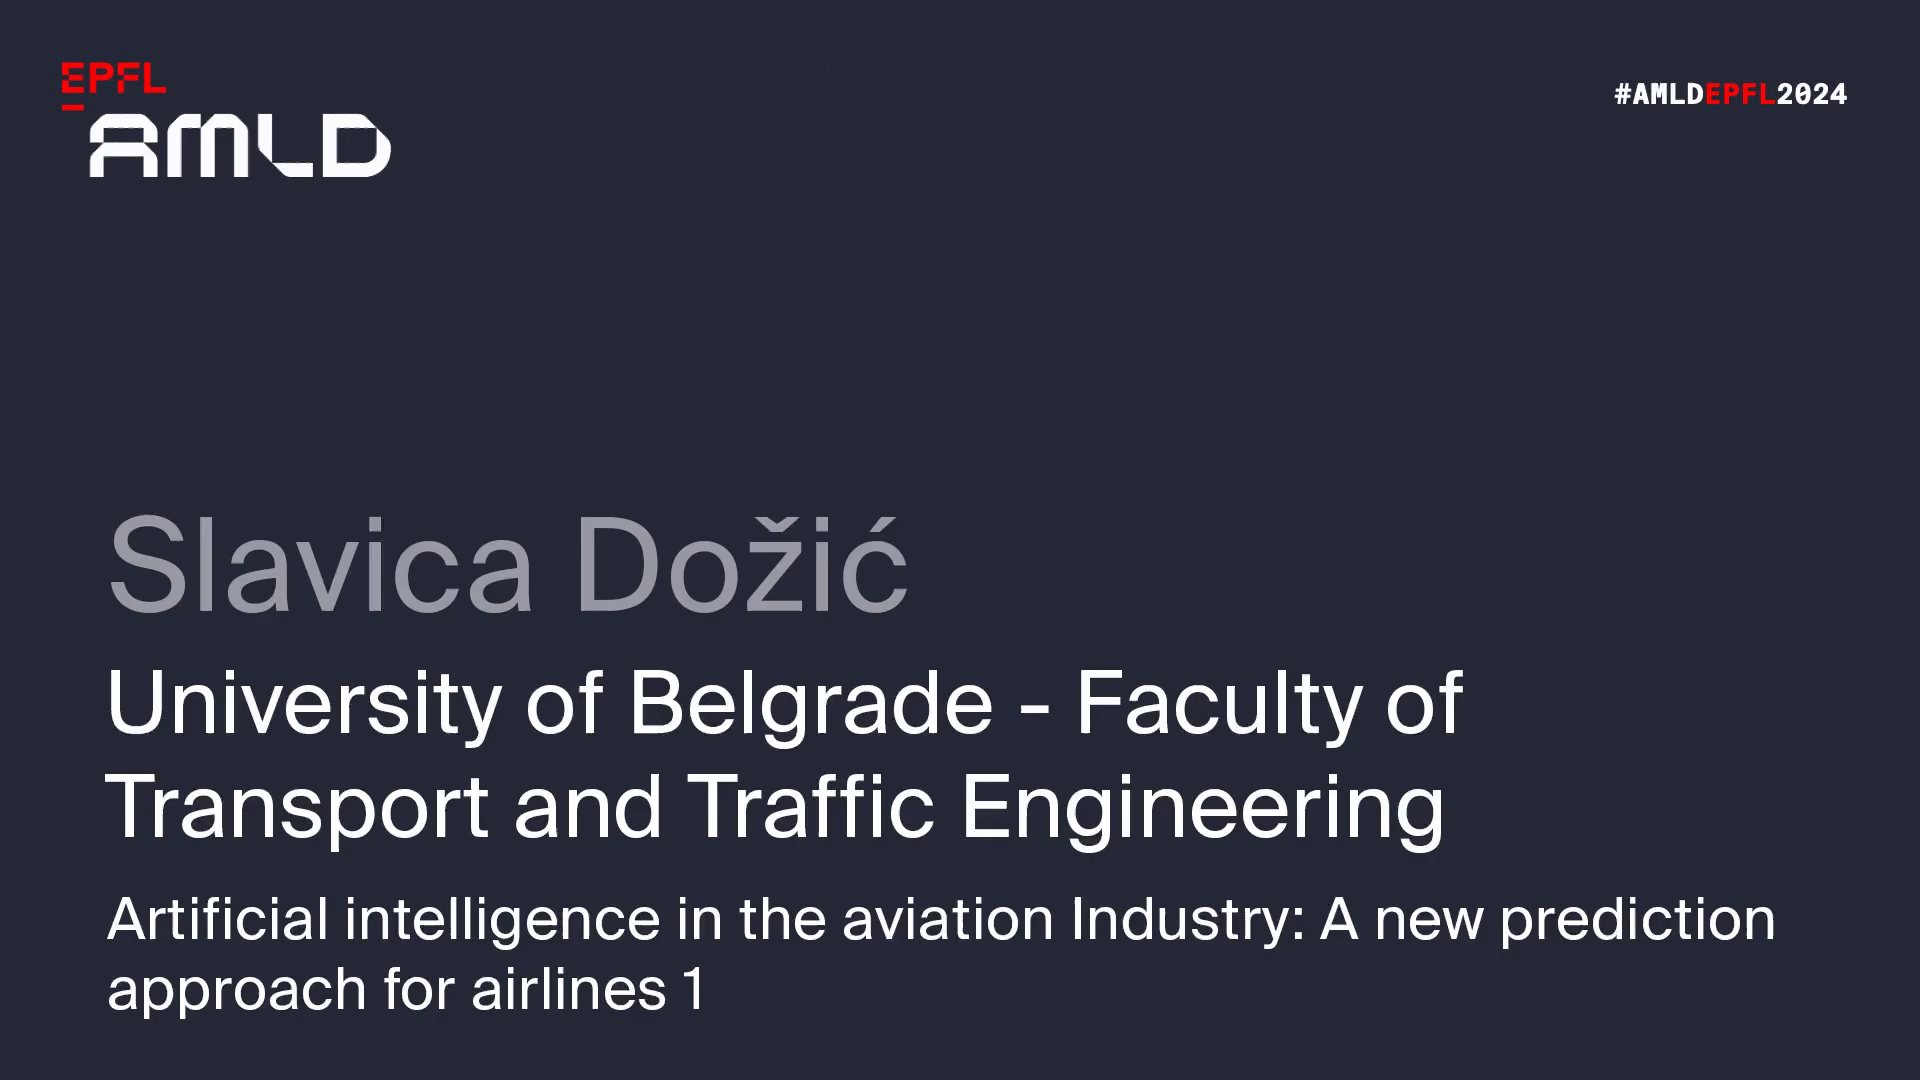 EPFL
AMLD
#AMLDEPFL2024
Slavica Dožić
University of Belgrade - Faculty of
Transport and Traffic Engineering
Artificial intelligence in the aviation Industry: A new prediction
approach for airlines 1